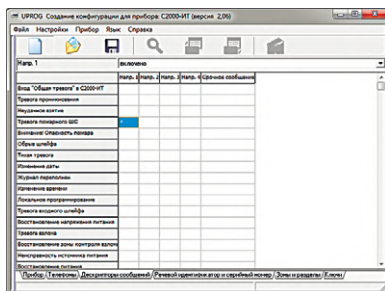 UPROG Создание конфигурации для прибора: С2000-ИТ (версия 2,06)
Файл Настройки Прибор Язык Справка
Напр. 1 включено
Напр. 1 Напр. 2 Напр. 3 Напр. 4 Срочное сообщение
Вход "Общая тревога" в С2000-ИТ
Тревога проникновения
Неудачное взятие
Тревога пожарного ШС +
Внимание! Опасность пожара
Обрыв шлейфа
Тихая тревога
Изменение даты
Журнал переполнен
Изменение времени
Локальное программирование
Тревога входного шлейфа
Восстановление напряжения питания
Тревога взлома
Восстановление зоны контроля взлома
Неисправность источника питания
Восстановление питания
Прибор Телефоны Дескрипторы сообщений Речевой идентификатор и серийный номер Зоны и разделы Ключи